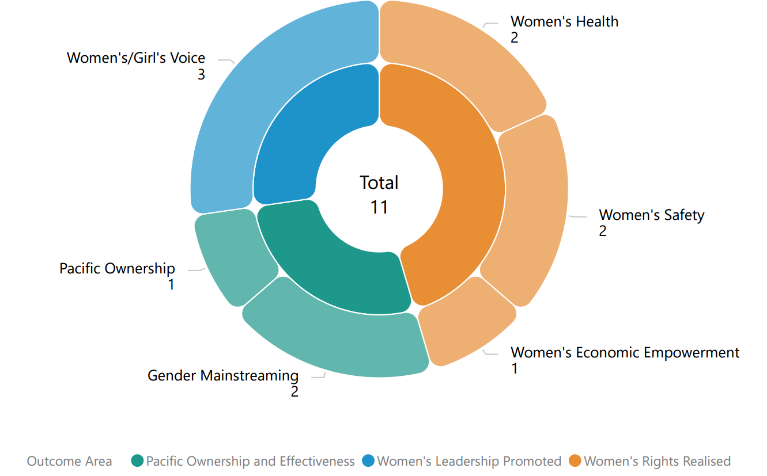 Women's Health
2
Women's/Girl's Voice
3
Total
11
Women's Safety
2
Pacific Ownership
1
Women's Economic Empowerment
1
Gender Mainstreaming
2
Outcome Area Pacific Ownership and Effectiveness Women's Leadership Promoted Women's Rights Realised